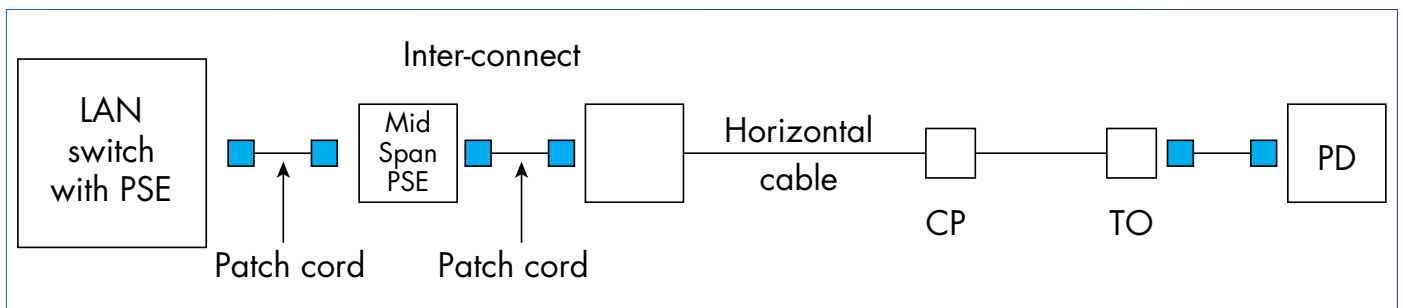 Inter-connect
LAN
switch
with PSE
Mid
Span
PSE
Horizontal
cable
PD
CP
TO
Patch cord
Patch cord